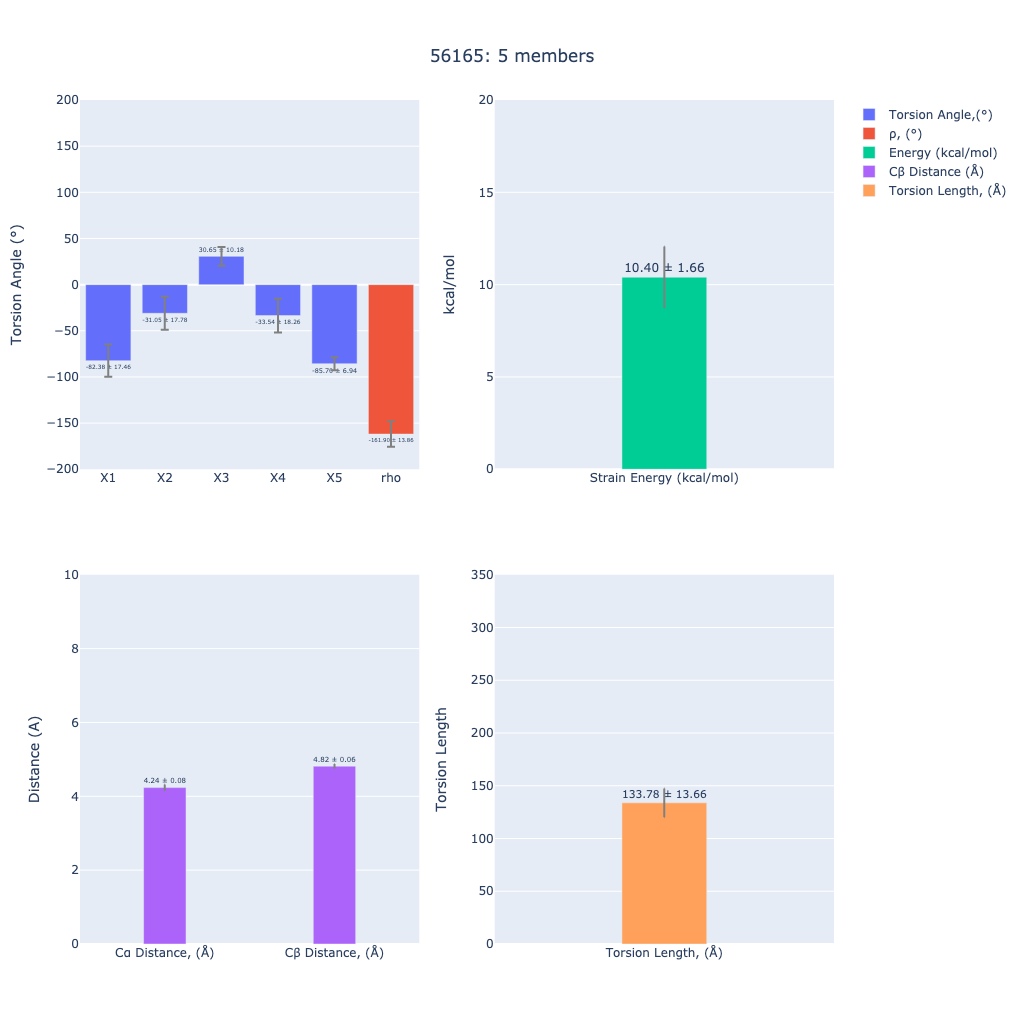 56165: 5 members
Torsion Angle (°)
200
150
100
50
0
−50
−100
−150
−200
-82.38 ± 17.46
-31.05 ± 17.78
30.65 ± 10.18
-33.54 ± 18.26
-85.70 ± 6.94
-161.90 ± 13.86
X1 X2 X3 X4 X5 rho
kcal/mol
20
15
10
5
0
10.40 ± 1.66
Strain Energy (kcal/mol)
Torsion Angle,(°)
ρ, (°)
Energy (kcal/mol)
Cβ Distance (Å)
Torsion Length, (Å)
Distance (A)
10
8
6
4
2
0
4.24 ± 0.08
4.82 ± 0.06
Cα Distance, (Å) Cβ Distance, (Å)
Torsion Length
350
300
250
200
150
100
50
0
133.78 ± 13.66
Torsion Length, (Å)